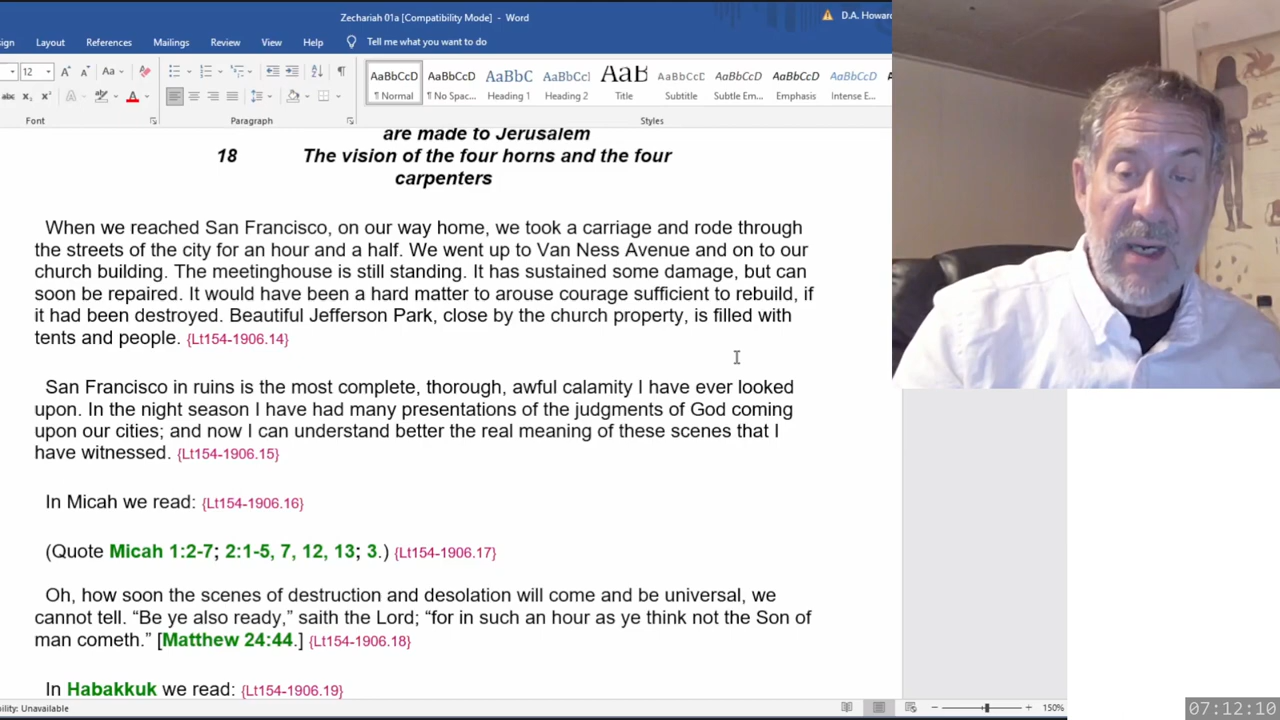 Zechariah 01a [Compatibility Mode] - Word
D.A. Howard
gn Layout References Mailings Review View Help Tell me what you want to do
12 Aa
AaBbCcD AaBbCcD AaBbC AaBbCc AaB AaBbCcD AaBbCcD AaBbCcD AaBbCcD
abc x₂ x² A A
¶ Normal ¶ No Spac... Heading 1 Heading 2 Title Subtitle Subtle Em... Emphasis Intense E...
Font Paragraph Styles
are made to Jerusalem
18 The vision of the four horns and the four
carpenters
When we reached San Francisco, on our way home, we took a carriage and rode through
the streets of the city for an hour and a half. We went up to Van Ness Avenue and on to our
church building. The meetinghouse is still standing. It has sustained some damage, but can
soon be repaired. It would have been a hard matter to arouse courage sufficient to rebuild, if
it had been destroyed. Beautiful Jefferson Park, close by the church property, is filled with
tents and people. {Lt154-1906.14}
San Francisco in ruins is the most complete, thorough, awful calamity I have ever looked
upon. In the night season I have had many presentations of the judgments of God coming
upon our cities; and now I can understand better the real meaning of these scenes that I
have witnessed. {Lt154-1906.15}
In Micah we read: {Lt154-1906.16}
(Quote Micah 1:2-7; 2:1-5, 7, 12, 13; 3.) {Lt154-1906.17}
Oh, how soon the scenes of destruction and desolation will come and be universal, we
cannot tell. “Be ye also ready,” saith the Lord; “for in such an hour as ye think not the Son of
man cometh.” [Matthew 24:44.] {Lt154-1906.18}
In Habakkuk we read: {Lt154-1906.19}
bility: Unavailable
150%
07:12:10